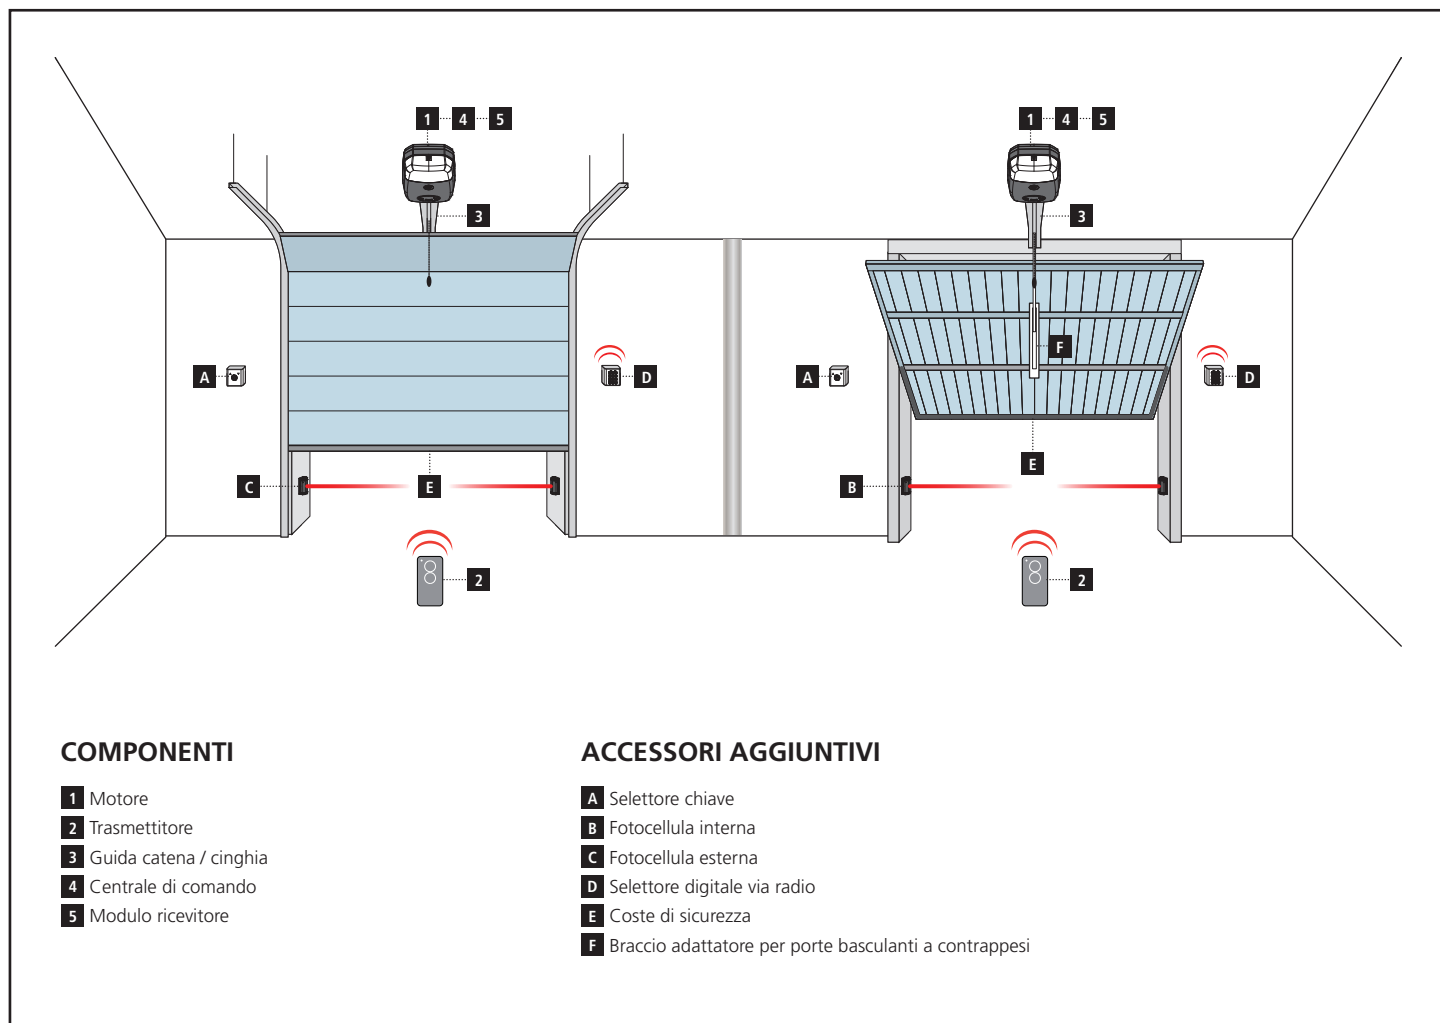 1 4 5
1 4 5
3
3
F
A
D
A
D
E
C
E
B
2
2
COMPONENTI
1 Motore
2 Trasmettitore
3 Guida catena / cinghia
4 Centrale di comando
5 Modulo ricevitore
ACCESSORI AGGIUNTIVI
A Selettore chiave
B Fotocellula interna
C Fotocellula esterna
D Selettore digitale via radio
E Coste di sicurezza
F Braccio adattatore per porte basculanti a contrappesi